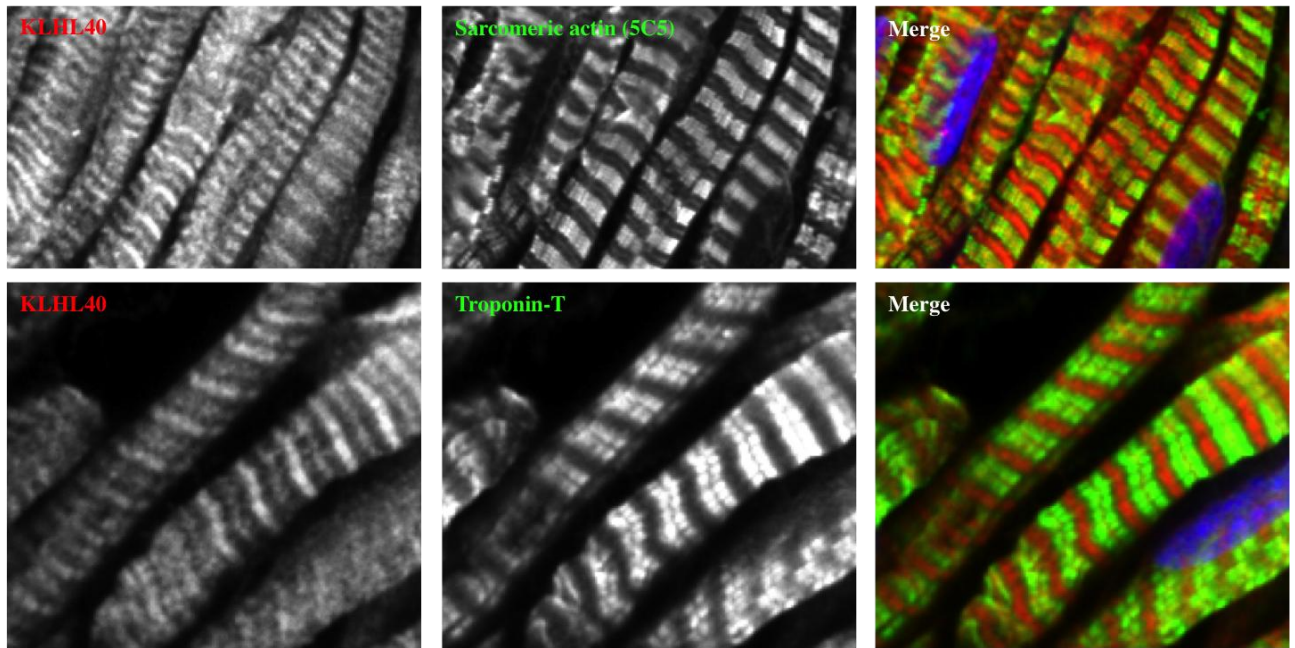 KLHL40
Sarcomeric actin (5C5)
Merge
KLHL40
Troponin-T
Merge